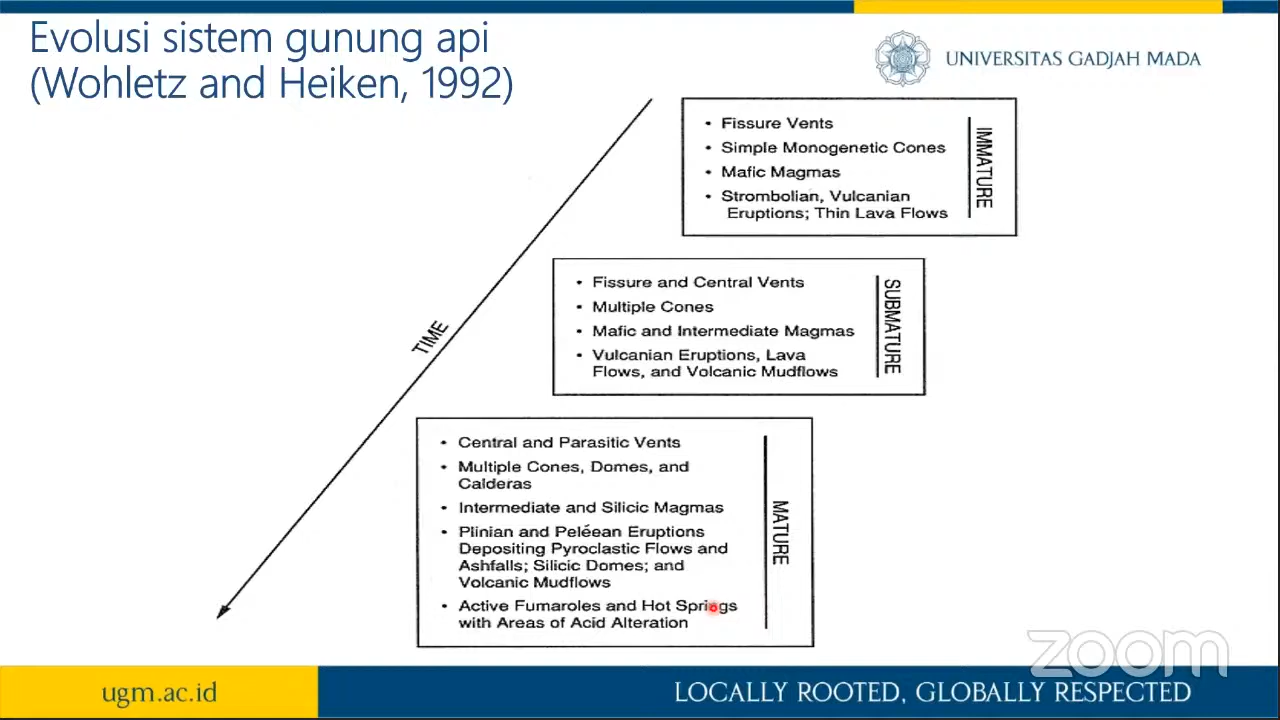 Evolusi sistem gunung api
(Wohletz and Heiken, 1992)
UNIVERSITAS GADJAH MADA
TIME
• Fissure Vents
• Simple Monogenetic Cones
• Mafic Magmas
• Strombolian, Vulcanian
Eruptions; Thin Lava Flows
IMMATURE
• Fissure and Central Vents
• Multiple Cones
• Mafic and Intermediate Magmas
• Vulcanian Eruptions, Lava
Flows, and Volcanic Mudflows
SUBMATURE
• Central and Parasitic Vents
• Multiple Cones, Domes, and
Calderas
• Intermediate and Silicic Magmas
• Plinian and Peléean Eruptions
Depositing Pyroclastic Flows and
Ashfalls; Silicic Domes; and
Volcanic Mudflows
• Active Fumaroles and Hot Springs
with Areas of Acid Alteration
MATURE
zoom
ugm.ac.id
LOCALLY ROOTED, GLOBALLY RESPECTED